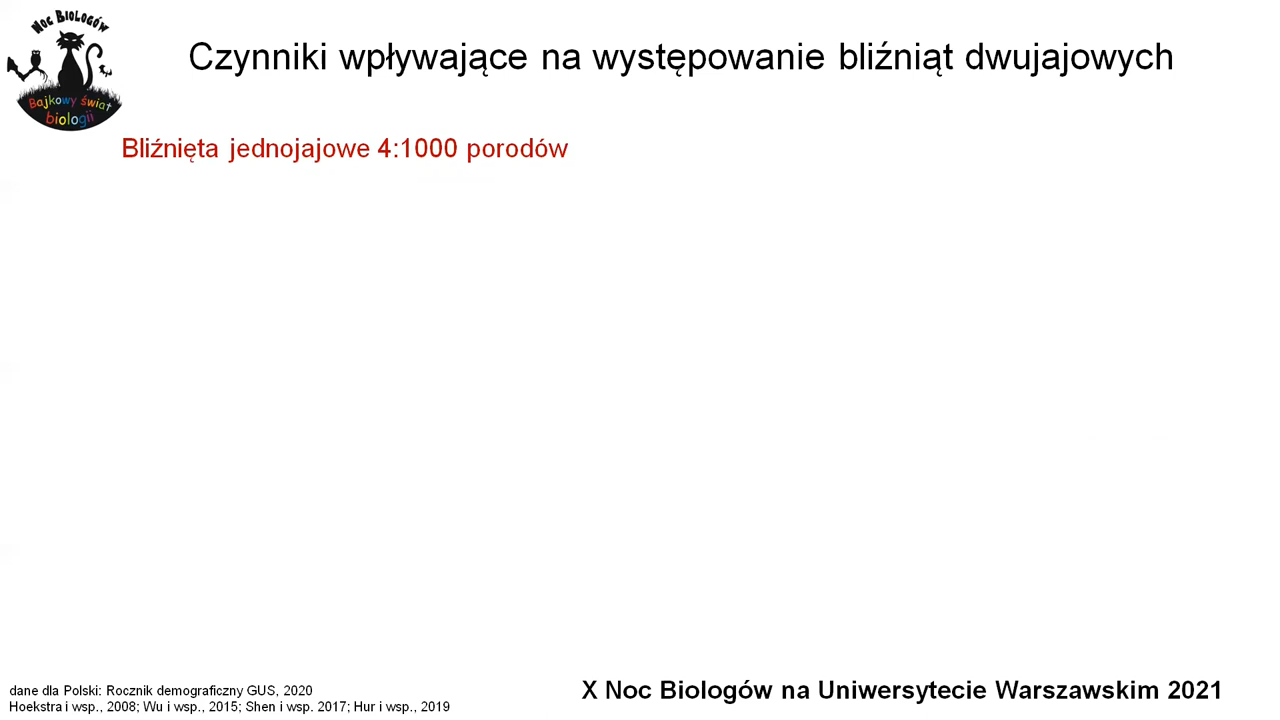 Noc Biologów
Bajkowy świat
biologii
Czynniki wpływające na występowanie bliźniąt dwujajowych
Bliźnięta jednojajowe 4:1000 porodów
dane dla Polski: Rocznik demograficzny GUS, 2020
Hoekstra i wsp., 2008; Wu i wsp., 2015; Shen i wsp. 2017; Hur i wsp., 2019
X Noc Biologów na Uniwersytecie Warszawskim 2021